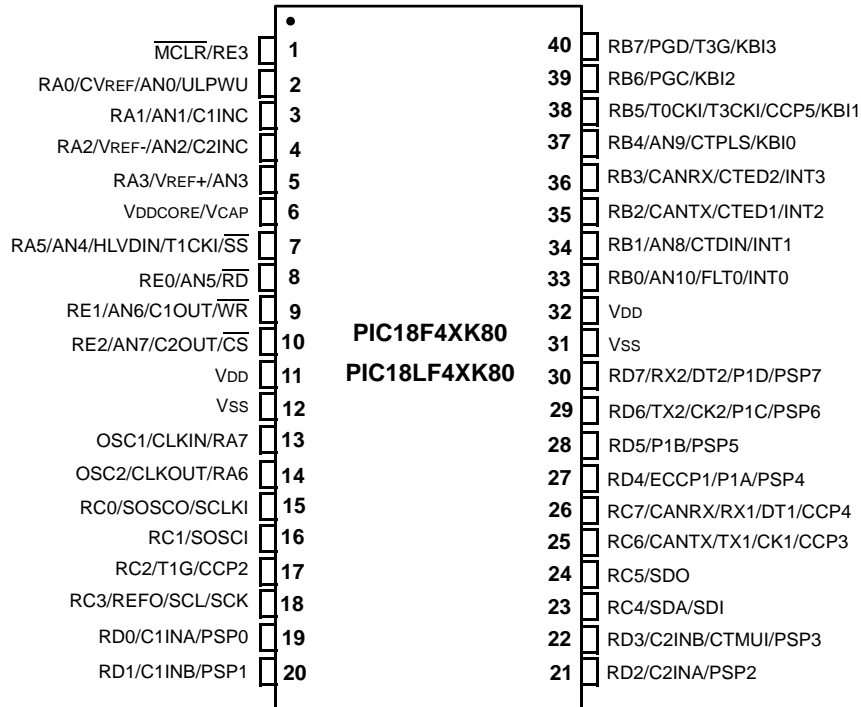 MCLR/RE3 1
RA0/CVREF/AN0/ULPWU 2
RA1/AN1/C1INC 3
RA2/VREF-/AN2/C2INC 4
RA3/VREF+/AN3 5
VDDCORE/VCAP 6
RA5/AN4/HLVDIN/T1CKI/SS 7
RE0/AN5/RD 8
RE1/AN6/C1OUT/WR 9
RE2/AN7/C2OUT/CS 10
VDD 11
VSS 12
OSC1/CLKIN/RA7 13
OSC2/CLKOUT/RA6 14
RC0/SOSCO/SCLKI 15
RC1/SOSCI 16
RC2/T1G/CCP2 17
RC3/REFO/SCL/SCK 18
RD0/C1INA/PSP0 19
RD1/C1INB/PSP1 20
PIC18F4XK80
PIC18LF4XK80
40 RB7/PGD/T3G/KBI3
39 RB6/PGC/KBI2
38 RB5/T0CKI/T3CKI/CCP5/KBI1
37 RB4/AN9/CTPLS/KBI0
36 RB3/CANRX/CTED2/INT3
35 RB2/CANTX/CTED1/INT2
34 RB1/AN8/CTDIN/INT1
33 RB0/AN10/FLT0/INT0
32 VDD
31 VSS
30 RD7/RX2/DT2/P1D/PSP7
29 RD6/TX2/CK2/P1C/PSP6
28 RD5/P1B/PSP5
27 RD4/ECCP1/P1A/PSP4
26 RC7/CANRX/RX1/DT1/CCP4
25 RC6/CANTX/TX1/CK1/CCP3
24 RC5/SDO
23 RC4/SDA/SDI
22 RD3/C2INB/CTMUI/PSP3
21 RD2/C2INA/PSP2